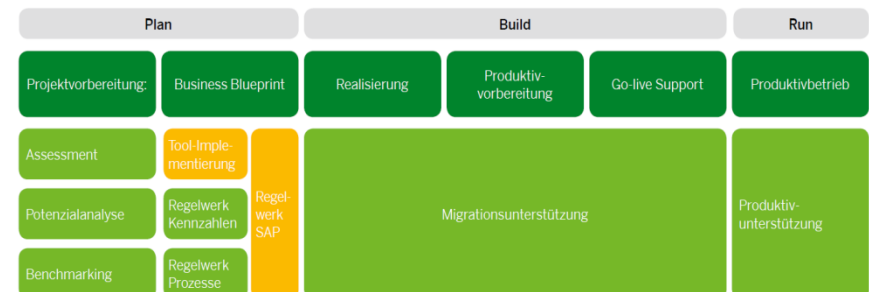 Plan
Build
Run
Projektvorbereitung:
Business Blueprint
Realisierung
Produktiv-
vorbereitung
Go-live Support
Produktivbetrieb
Assessment
Tool-Imple-
mentierung
Regel-
werk
SAP
Potenzialanalyse
Regelwerk
Kennzahlen
Benchmarking
Regelwerk
Prozesse
Migrationsunterstützung
Produktiv-
unterstützung